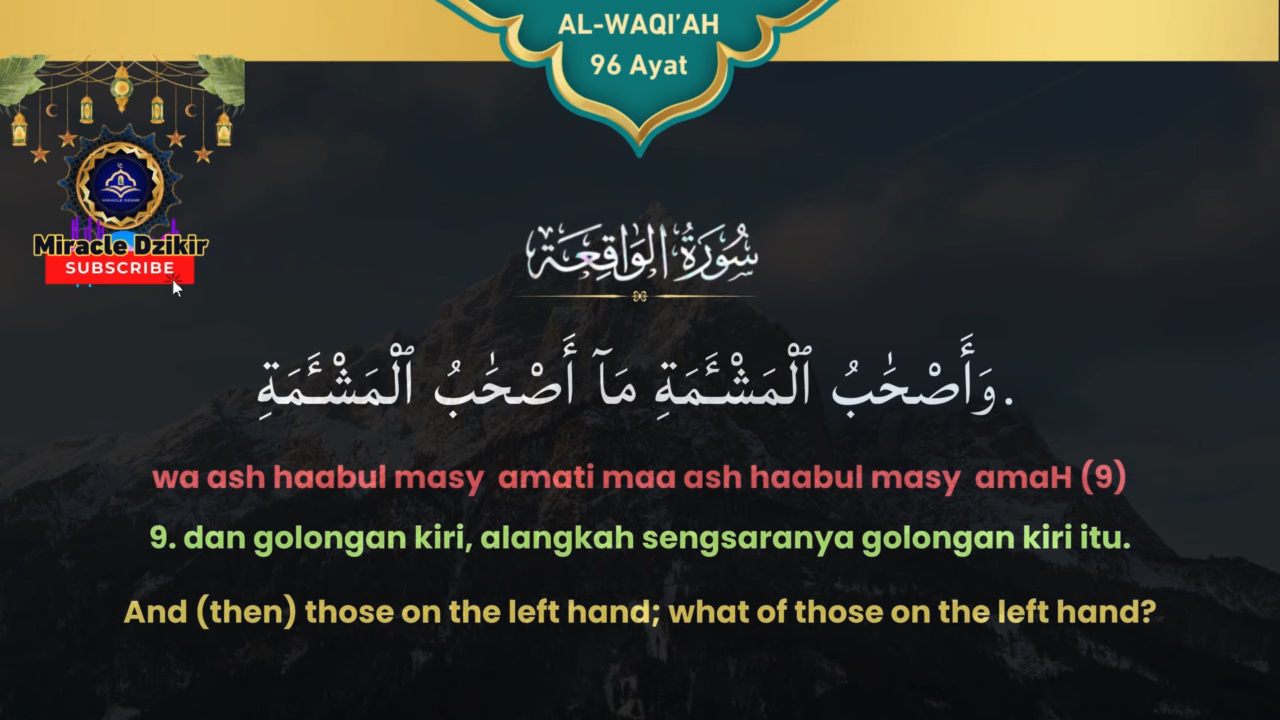 AL-WAQI'AH
96 Ayat
Miracle Dzikir
SUBSCRIBE
سُورَةُ الوَاقِعَة
وَأَصْحَٰبُ ٱلْمَشْـَٔمَةِ مَآ أَصْحَٰبُ ٱلْمَشْـَٔمَةِ.
wa ash haabul masy  amati maa ash haabul masy  amaH (9)
9. dan golongan kiri, alangkah sengsaranya golongan kiri itu.
And (then) those on the left hand; what of those on the left hand?